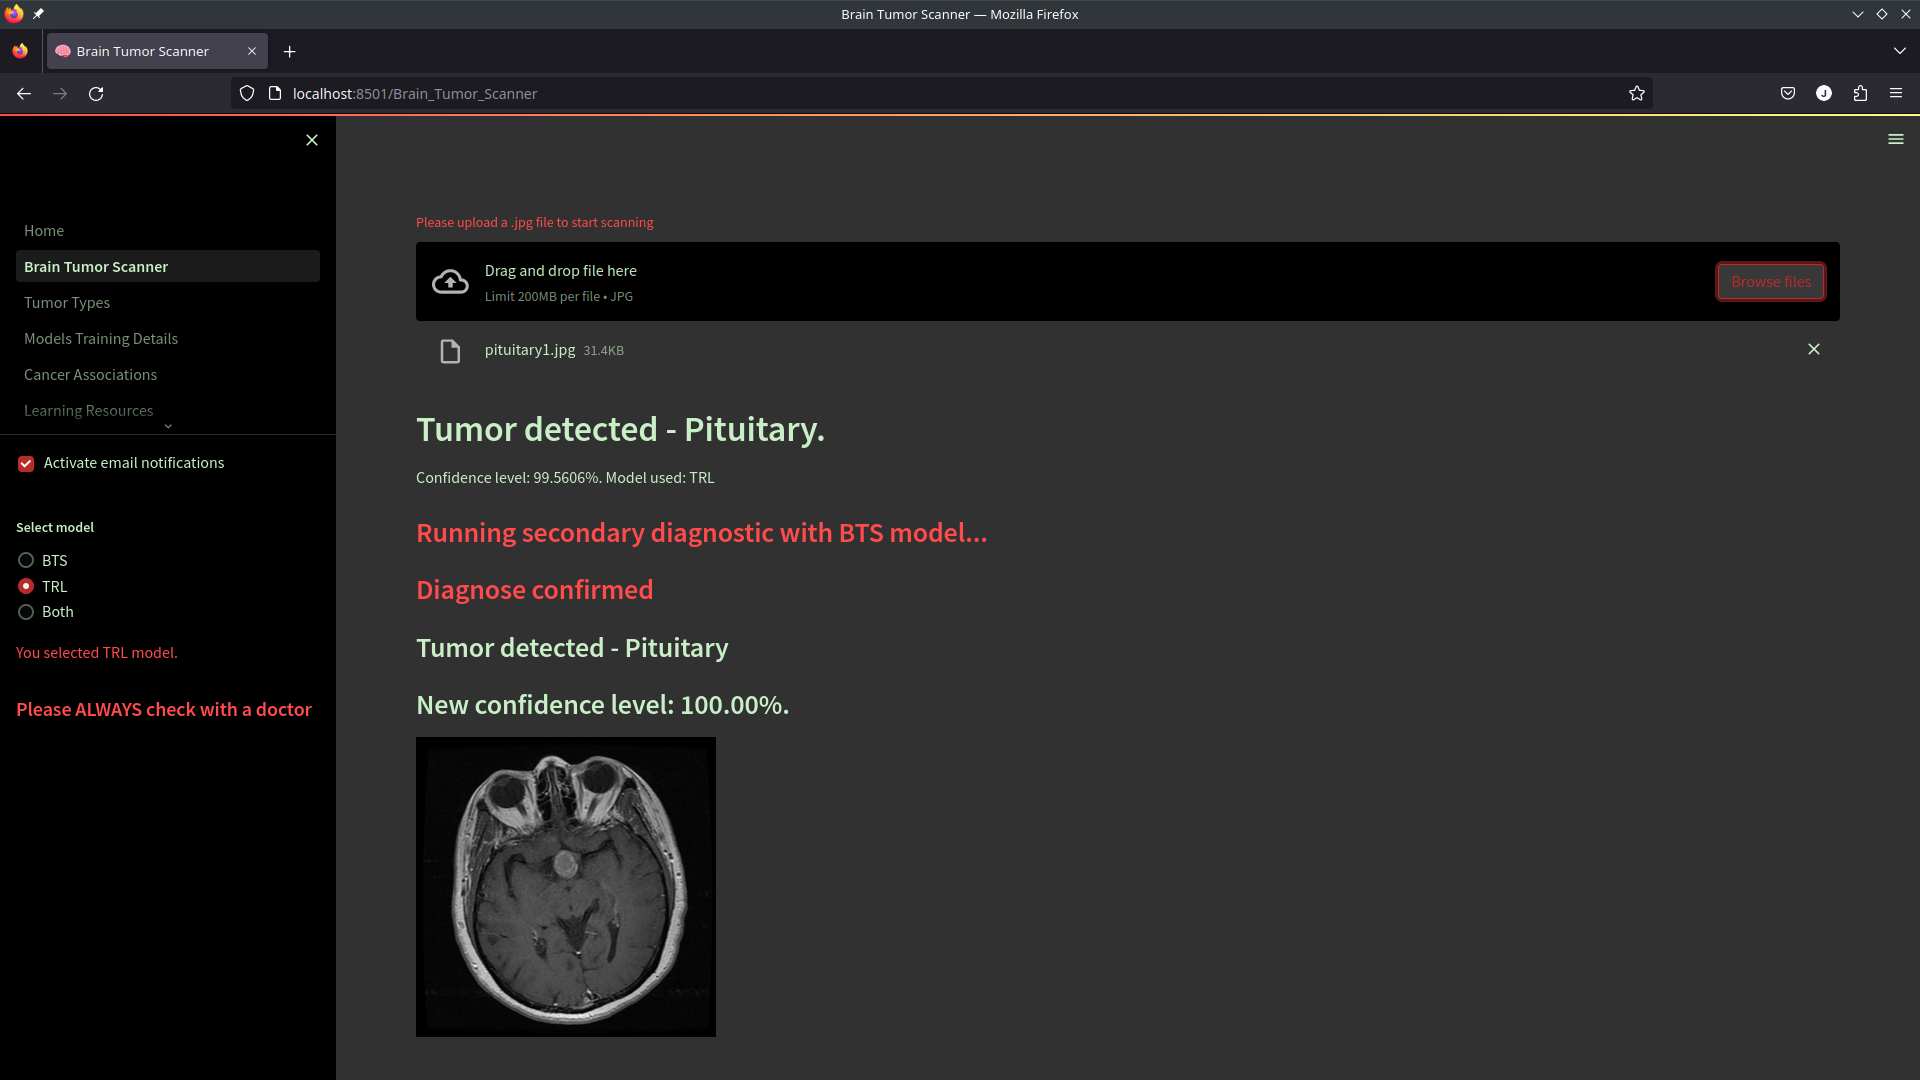 Brain Tumor Scanner — Mozilla Firefox
Brain Tumor Scanner
localhost:8501/Brain_Tumor_Scanner
J
Home
Brain Tumor Scanner
Tumor Types
Models Training Details
Cancer Associations
Learning Resources
Activate email notifications
Select model
BTS
TRL
Both
You selected TRL model.
Please ALWAYS check with a doctor
Please upload a .jpg file to start scanning
Drag and drop file here
Limit 200MB per file • JPG
Browse files
pituitary1.jpg 31.4KB
Tumor detected - Pituitary.
Confidence level: 99.5606%. Model used: TRL
Running secondary diagnostic with BTS model...
Diagnose confirmed
Tumor detected - Pituitary
New confidence level: 100.00%.